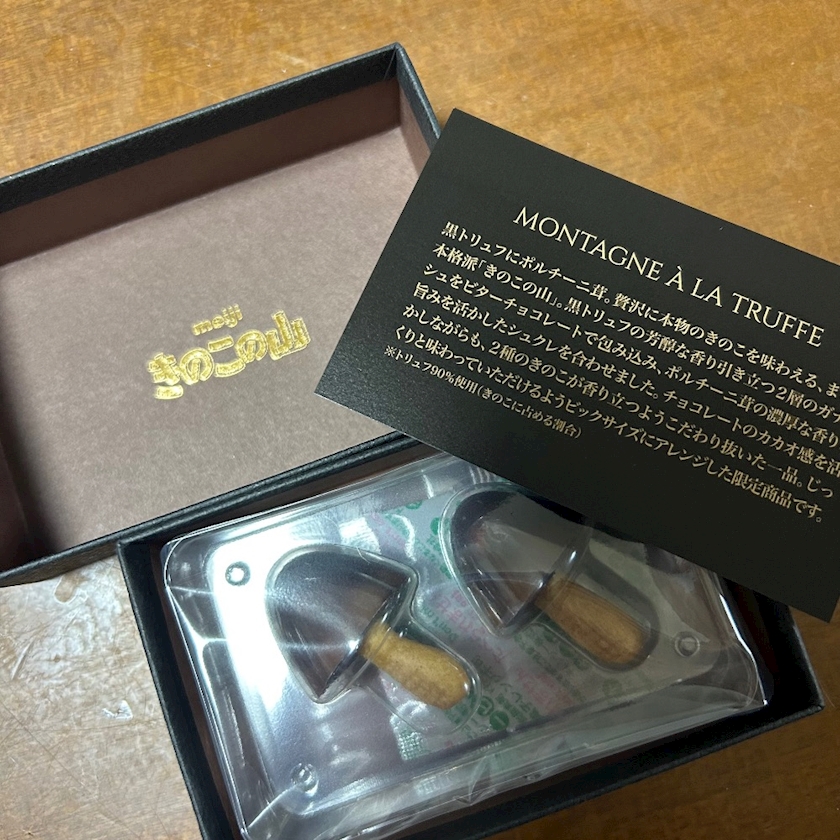 meiji
きのこの山
MONTAGNE À LA TRUFFE
黒トリュフにポルチーニ茸。贅沢に本物のきのこを味わえる、ま
本格派「きのこの山」。黒トリュフの芳醇な香り引き立つ2層のガナ
シュをビターチョコレートで包み込み、ポルチーニ茸の濃厚な香り
旨みを活かしたシュクレを合わせました。チョコレートのカカオ感を活
かしながらも、2種のきのこが香り立つようこだわり抜いた一品。じっ
くりと味わっていただけるようビックサイズにアレンジした限定商品です。
※トリュフ90%使用(きのこに占める割合)